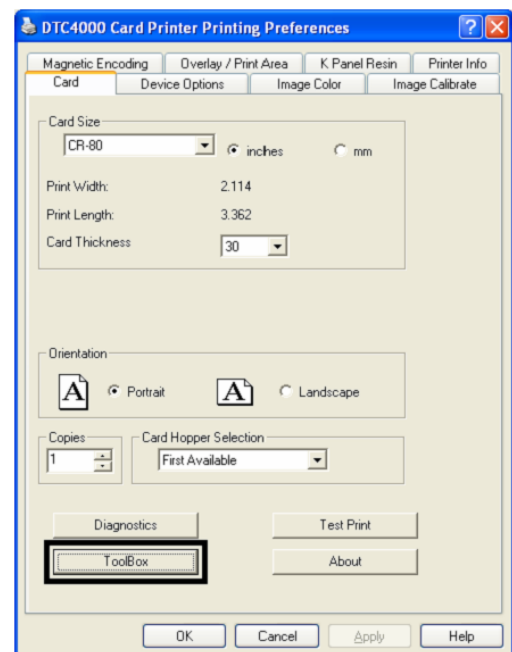 DTC4000 Card Printer Printing Preferences
Magnetic Encoding Overlay / Print Area K Panel Resin Printer Info
Card Device Options Image Color Image Calibrate
Card Size
CR-80 inches mm
Print Width: 2.114
Print Length: 3.362
Card Thickness 30
Orientation
A Portrait A Landscape
Copies Card Hopper Selection
1 First Available
Diagnostics Test Print
ToolBox About
OK Cancel Apply Help